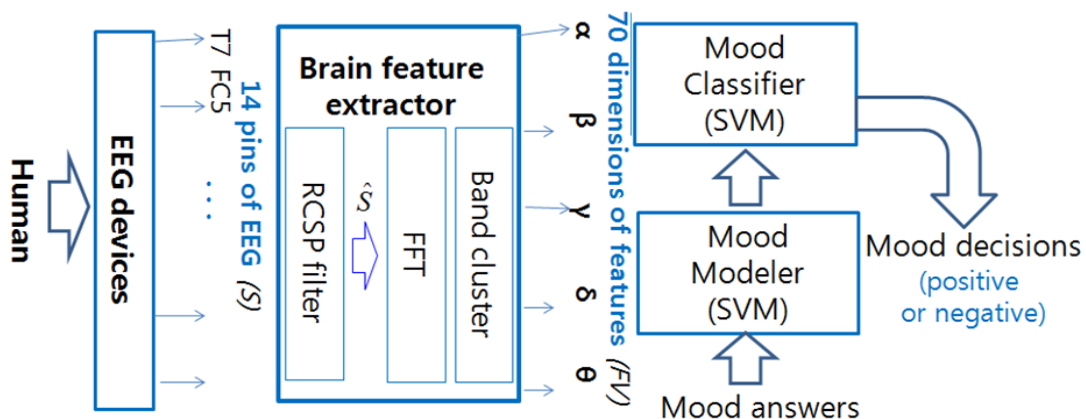 Human
EEG devices
T7
FC5
. . .
14 pins of EEG (S)
Brain feature
extractor
RCSP filter
Ŝ
FFT
Band cluster
α
β
γ
δ
θ
70 dimensions of features (FV)
Mood
Classifier
(SVM)
Mood
Modeler
(SVM)
Mood answers
Mood decisions
(positive
or negative)